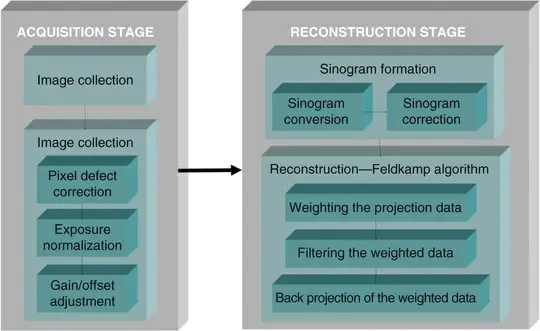 ACQUISITION STAGE
Image collection
Image collection
Pixel defect
correction
Exposure
normalization
Gain/offset
adjustment
RECONSTRUCTION STAGE
Sinogram formation
Sinogram
conversion
Sinogram
correction
Reconstruction—Feldkamp algorithm
Weighting the projection data
Filtering the weighted data
Back projection of the weighted data